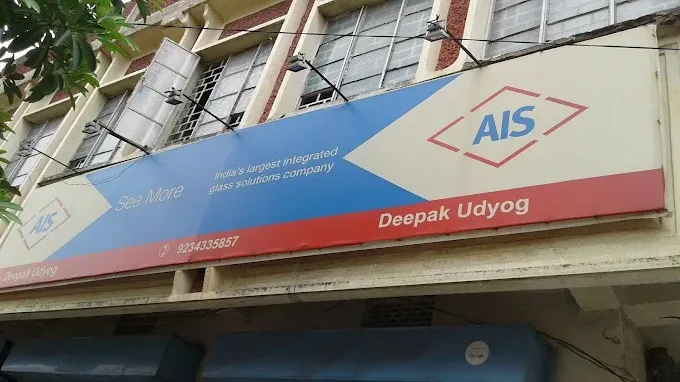 AIS
See More
India's largest integrated
glass solutions company
AIS
Deepak Udyog
9234335857
Deepak Udyog